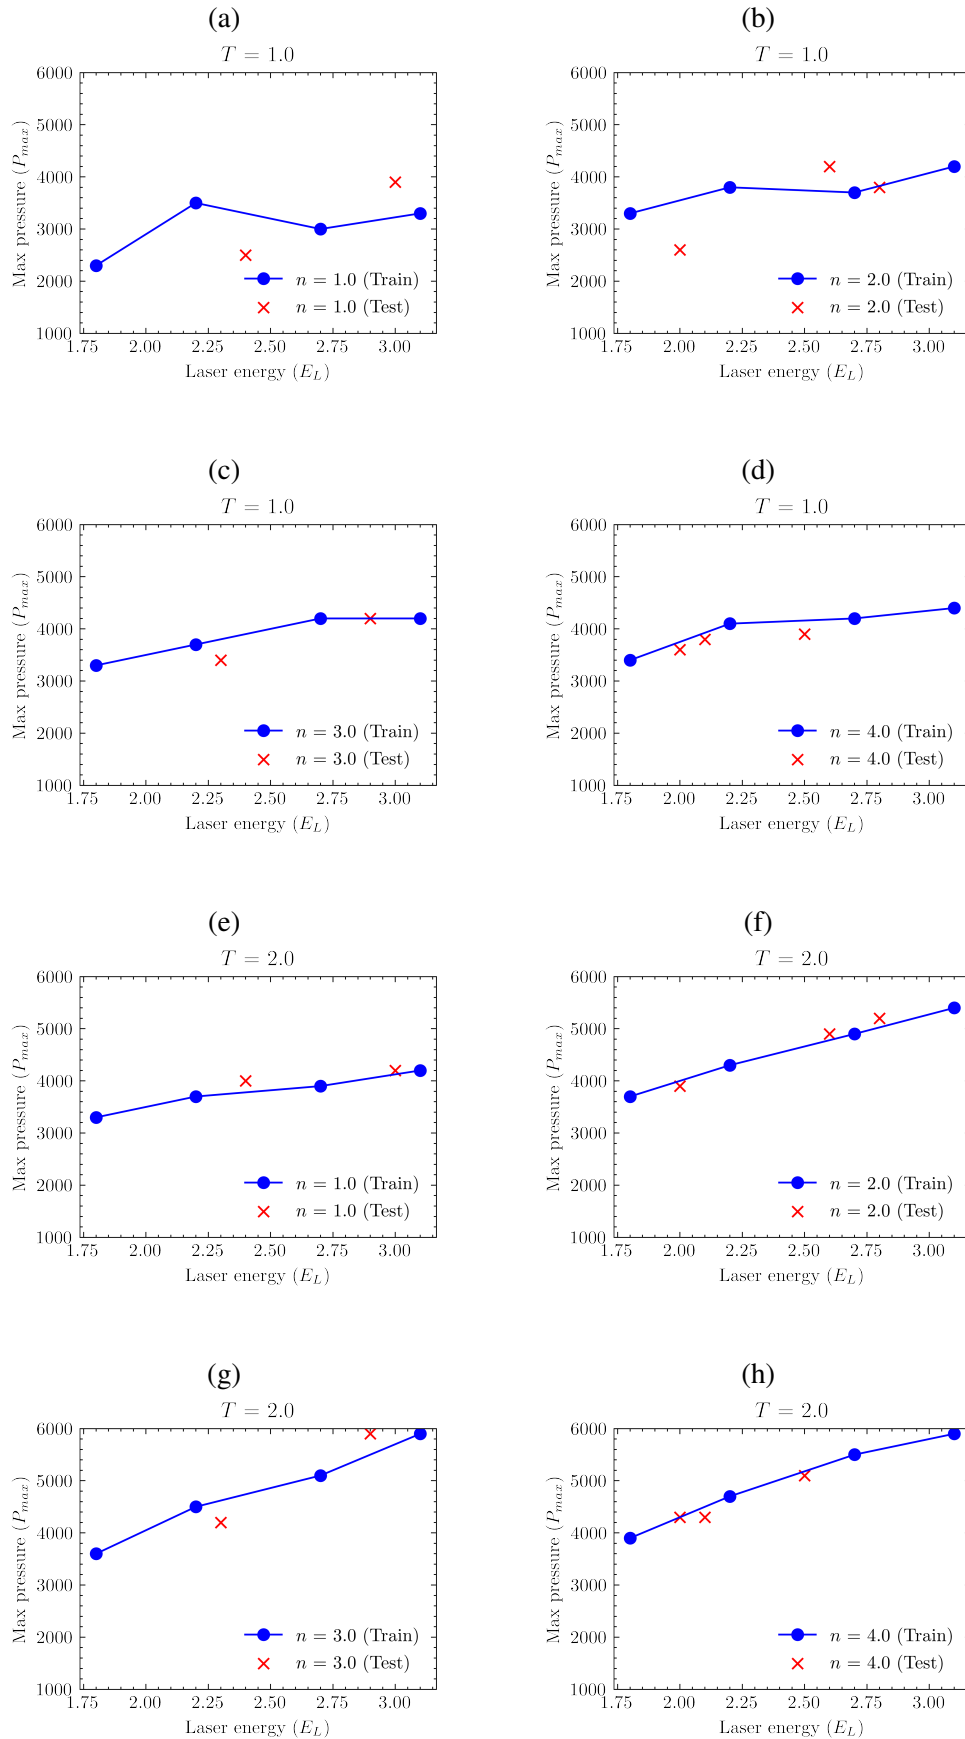 (a)
T = 1.0
6000
5000
4000
3000
2000
1000
Max pressure (P_max)
n = 1.0 (Train)
n = 1.0 (Test)
1.75 2.00 2.25 2.50 2.75 3.00
Laser energy (E_L)
(b)
T = 1.0
6000
5000
4000
3000
2000
1000
Max pressure (P_max)
n = 2.0 (Train)
n = 2.0 (Test)
1.75 2.00 2.25 2.50 2.75 3.00
Laser energy (E_L)
(c)
T = 1.0
6000
5000
4000
3000
2000
1000
Max pressure (P_max)
n = 3.0 (Train)
n = 3.0 (Test)
1.75 2.00 2.25 2.50 2.75 3.00
Laser energy (E_L)
(d)
T = 1.0
6000
5000
4000
3000
2000
1000
Max pressure (P_max)
n = 4.0 (Train)
n = 4.0 (Test)
1.75 2.00 2.25 2.50 2.75 3.00
Laser energy (E_L)
(e)
T = 2.0
6000
5000
4000
3000
2000
1000
Max pressure (P_max)
n = 1.0 (Train)
n = 1.0 (Test)
1.75 2.00 2.25 2.50 2.75 3.00
Laser energy (E_L)
(f)
T = 2.0
6000
5000
4000
3000
2000
1000
Max pressure (P_max)
n = 2.0 (Train)
n = 2.0 (Test)
1.75 2.00 2.25 2.50 2.75 3.00
Laser energy (E_L)
(g)
T = 2.0
6000
5000
4000
3000
2000
1000
Max pressure (P_max)
n = 3.0 (Train)
n = 3.0 (Test)
1.75 2.00 2.25 2.50 2.75 3.00
Laser energy (E_L)
(h)
T = 2.0
6000
5000
4000
3000
2000
1000
Max pressure (P_max)
n = 4.0 (Train)
n = 4.0 (Test)
1.75 2.00 2.25 2.50 2.75 3.00
Laser energy (E_L)